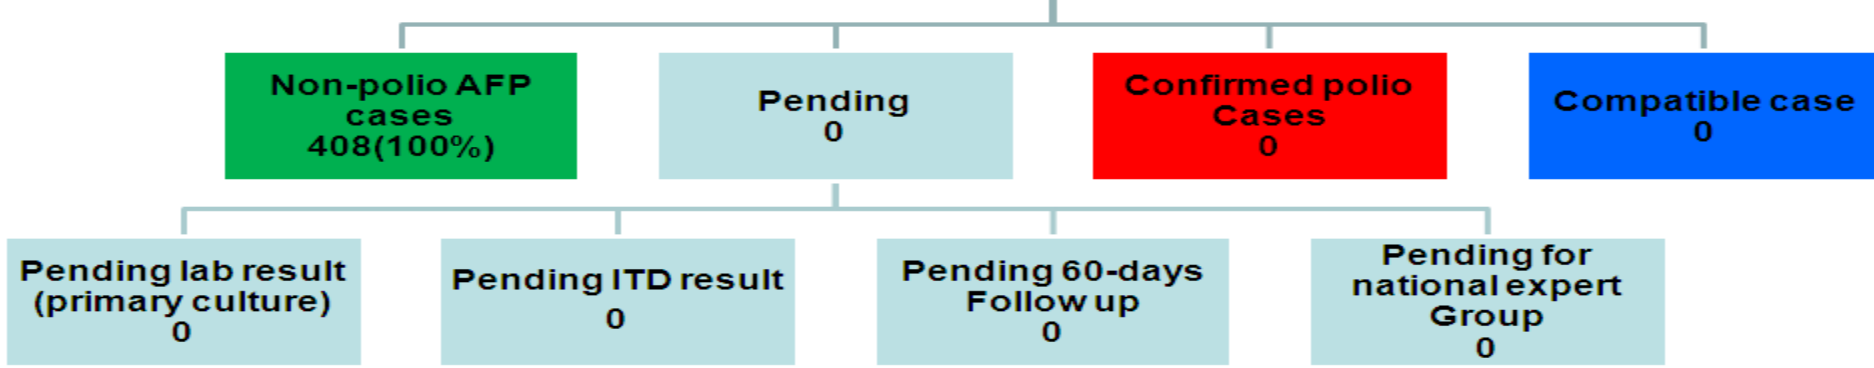 Non-polio AFP
cases
408(100%)
Pending
0
Confirmed polio
Cases
0
Compatible case
0
Pending lab result
(primary culture)
0
Pending ITD result
0
Pending 60-days
Follow up
0
Pending for
national expert
Group
0